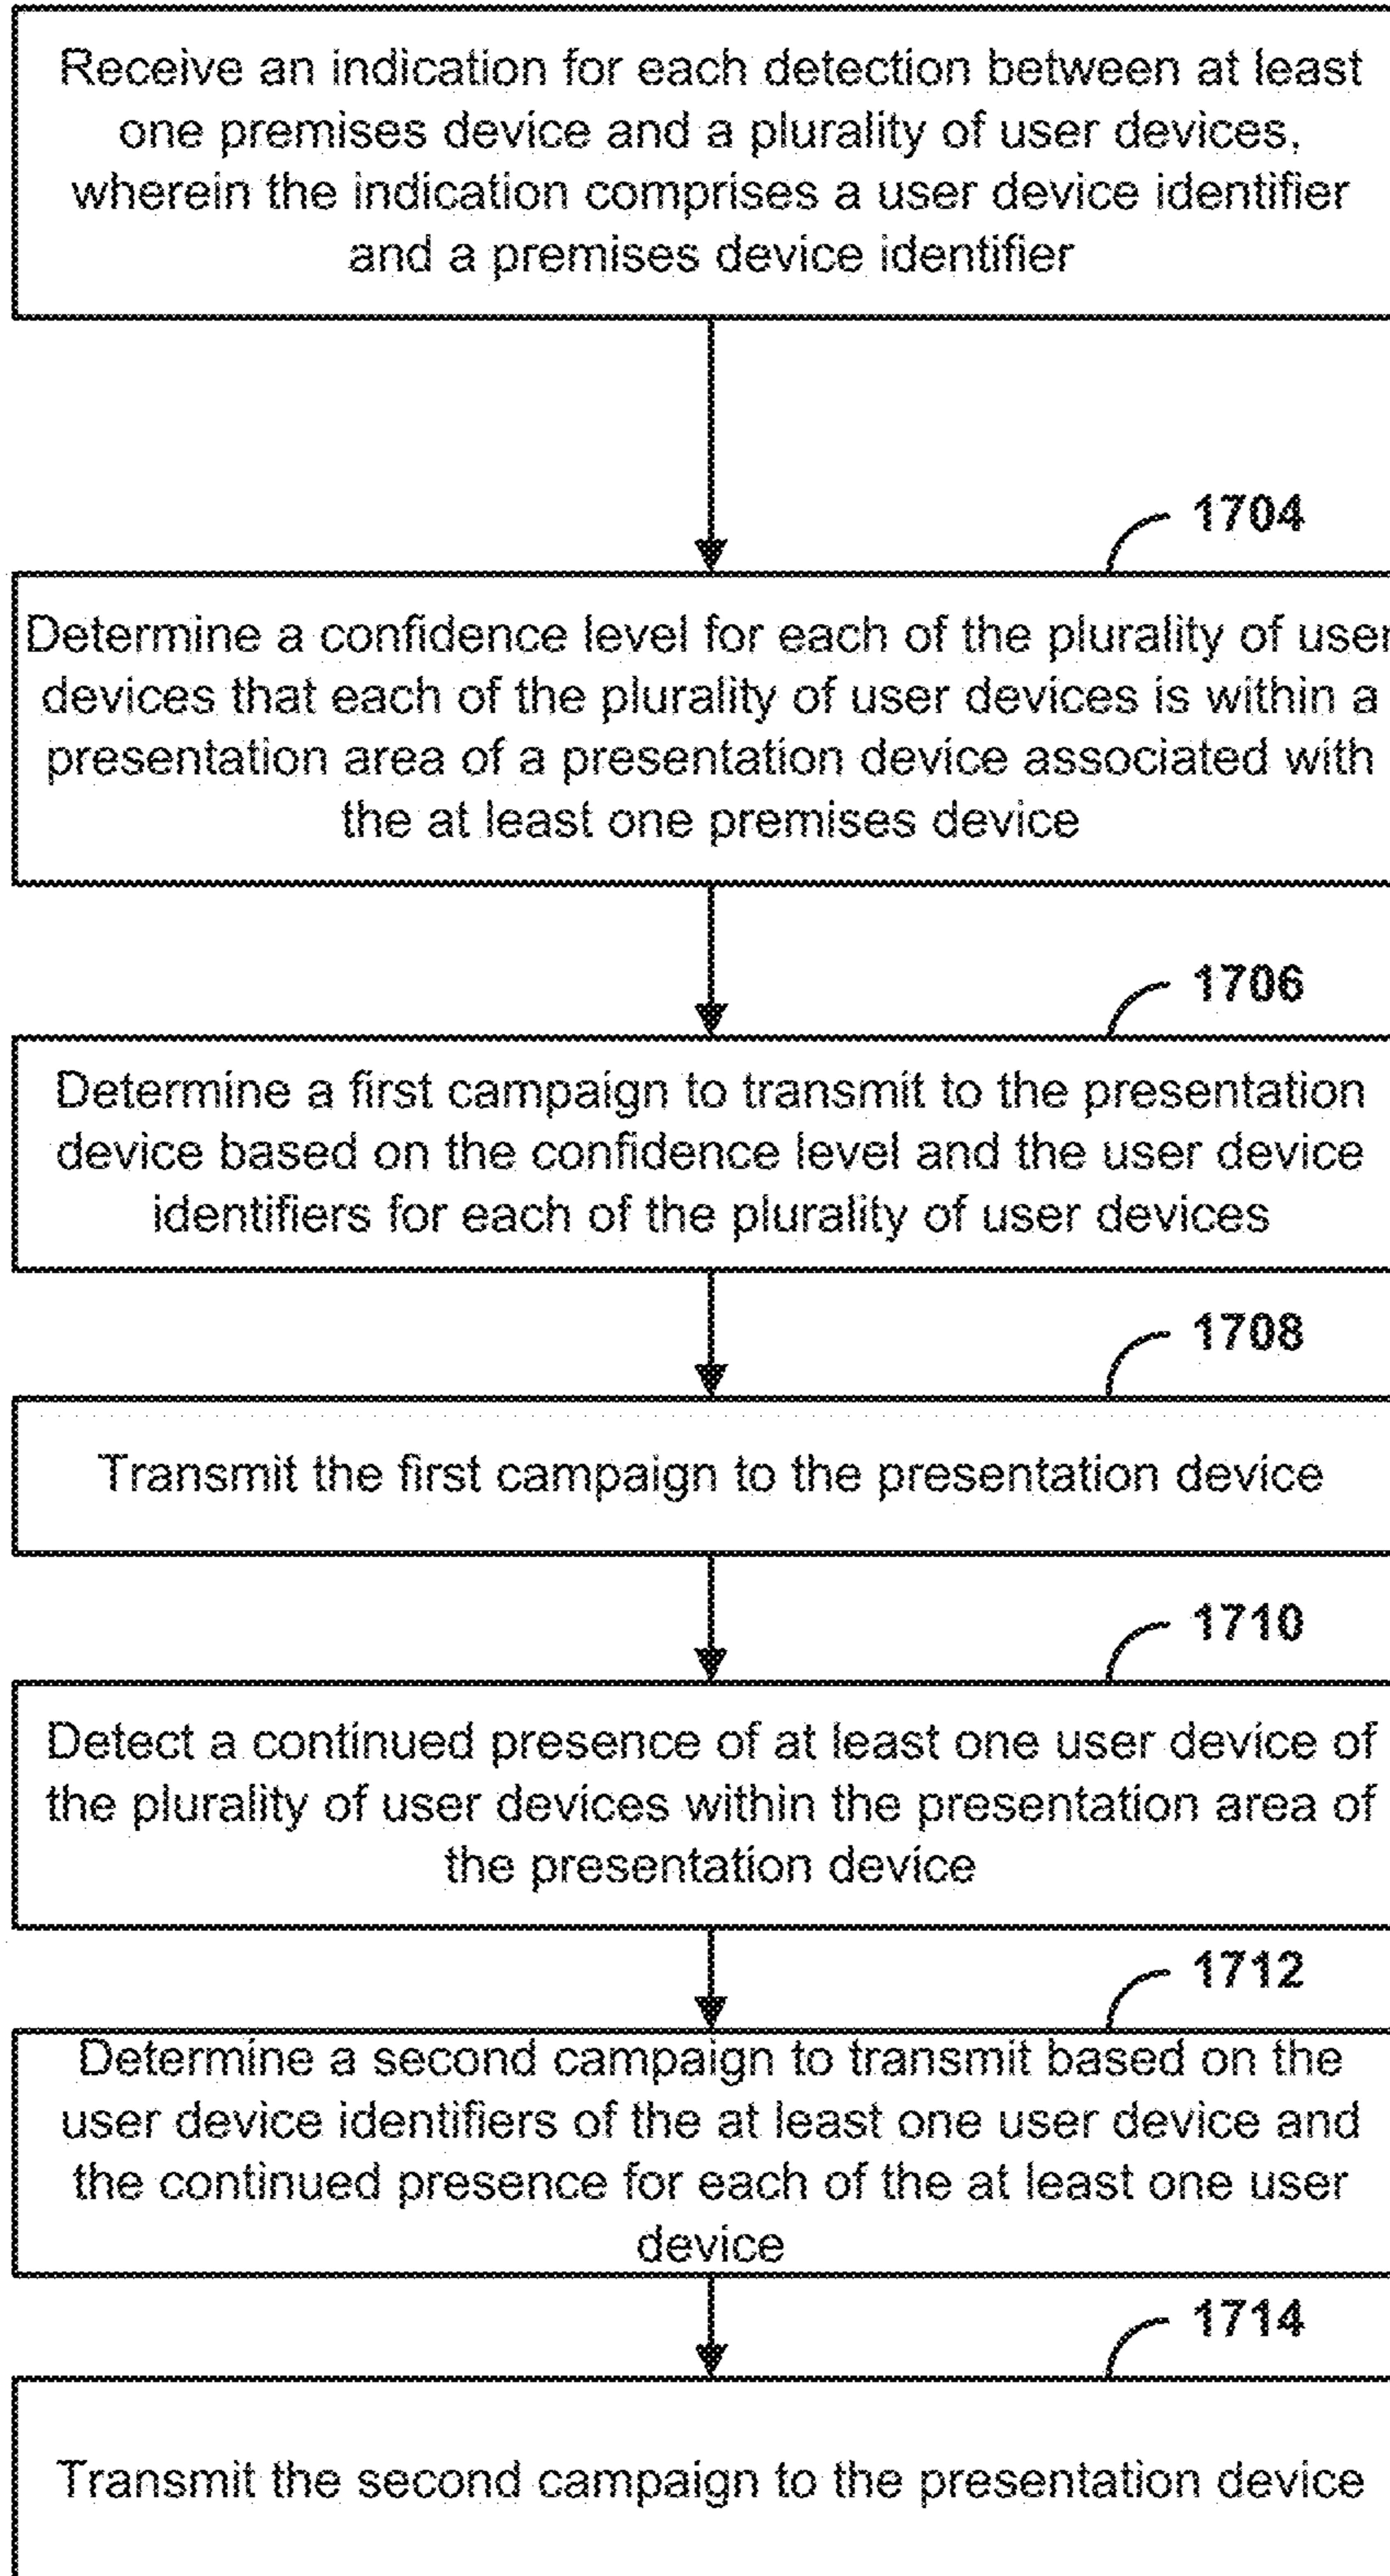 Receive an indication for each detection between at least
one premises device and a plurality of user devices,
wherein the indication comprises a user device identifier
and a premises device identifier
1704
Determine a confidence level for each of the plurality of user
devices that each of the plurality of user devices is within a
presentation area of a presentation device associated with
the at least one premises device
1706
Determine a first campaign to transmit to the presentation
device based on the confidence level and the user device
identifiers for each of the plurality of user devices
1708
Transmit the first campaign to the presentation device
1710
Detect a continued presence of at least one user device of
the plurality of user devices within the presentation area of
the presentation device
1712
Determine a second campaign to transmit based on the
user device identifiers of the at least one user device and
the continued presence for each of the at least one user
device
1714
Transmit the second campaign to the presentation device